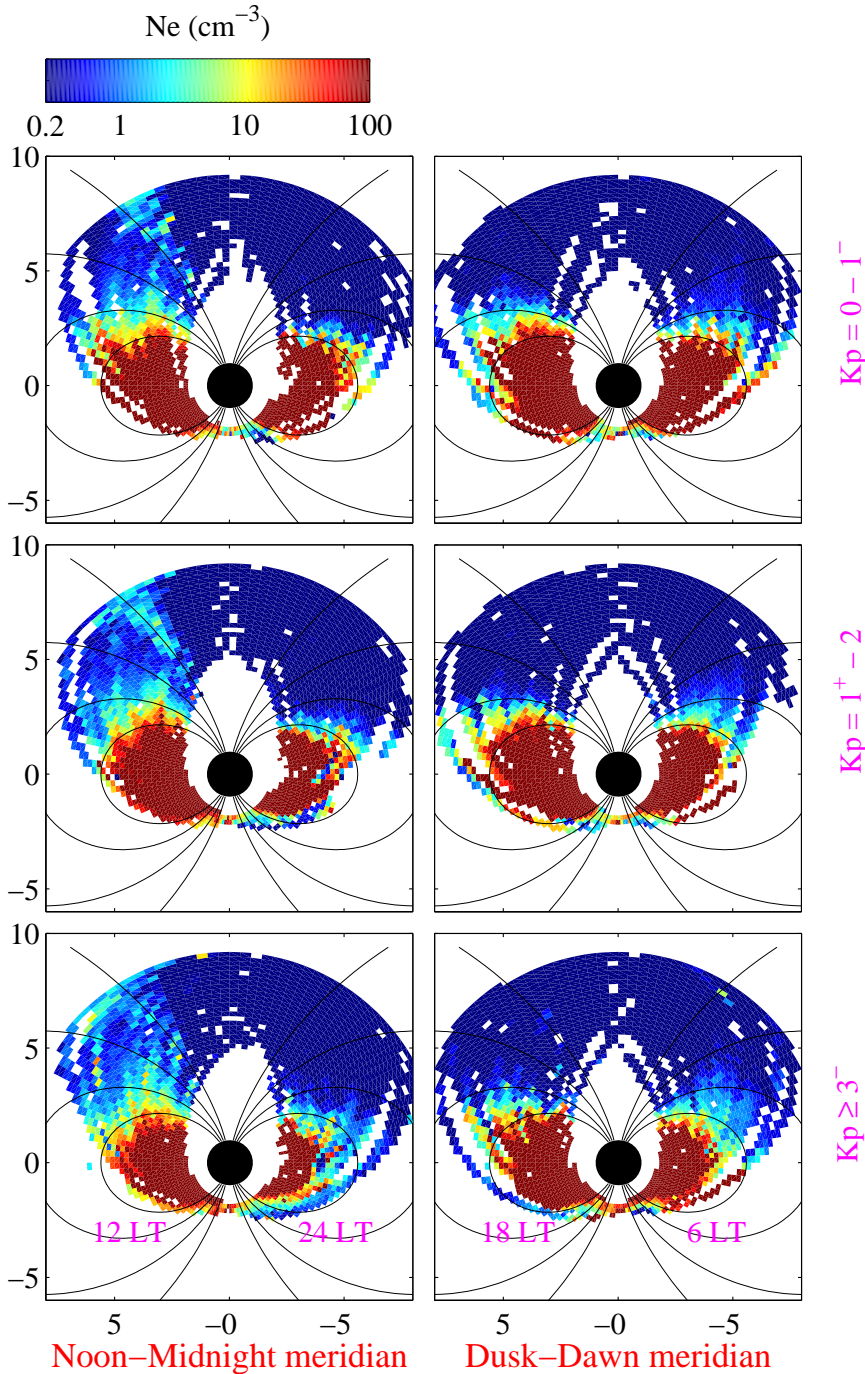 Ne (cm⁻³)
0.2 1 10 100
10
5
0
−5
Kp = 0 − 1⁻
10
5
0
−5
Kp = 1⁺ − 2
10
5
0
−5
Kp ≥ 3⁻
12 LT 24 LT 18 LT 6 LT
5 −0 −5 5 −0 −5
Noon−Midnight meridian Dusk−Dawn meridian